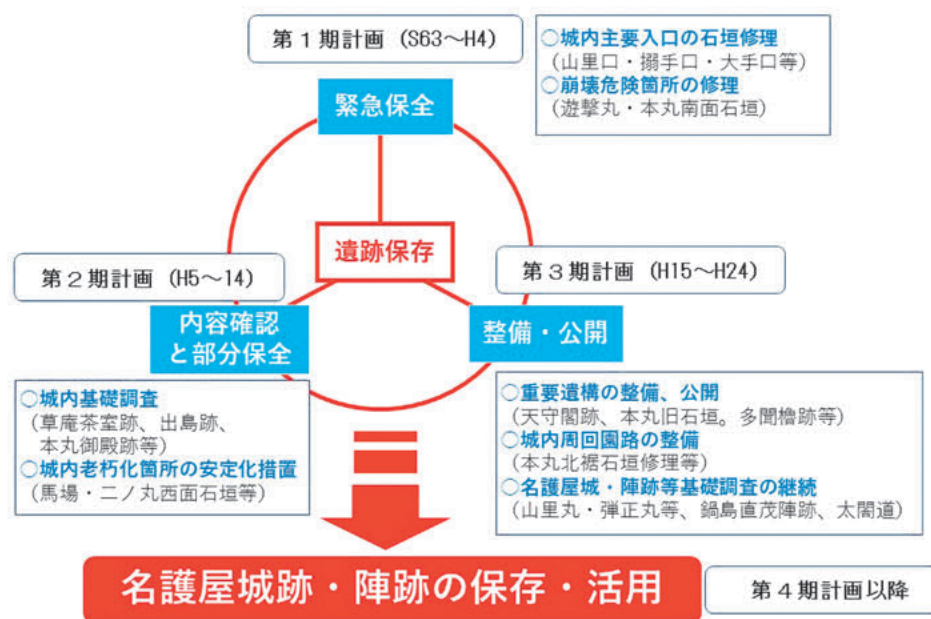 第1期計画 (S63～H4)
○城内主要入口の石垣修理
（山里口・搦手口・大手口等）
○崩壊危険箇所の修理
（遊撃丸・本丸南面石垣）
緊急保全
遺跡保存
第2期計画 (H5～14)
第3期計画 (H15～H24)
内容確認
と部分保全
整備・公開
○城内基礎調査
（草庵茶室跡、出島跡、
本丸御殿跡等）
○城内老朽化箇所の安定化措置
（馬場・二ノ丸西面石垣等）
○重要遺構の整備、公開
（天守閣跡、本丸旧石垣。多聞櫓跡等）
○城内周回園路の整備
（本丸北裾石垣修理等）
○名護屋城・陣跡等基礎調査の継続
（山里丸・弾正丸等、鍋島直茂陣跡、太閤道）
名護屋城跡・陣跡の保存・活用
第4期計画以降